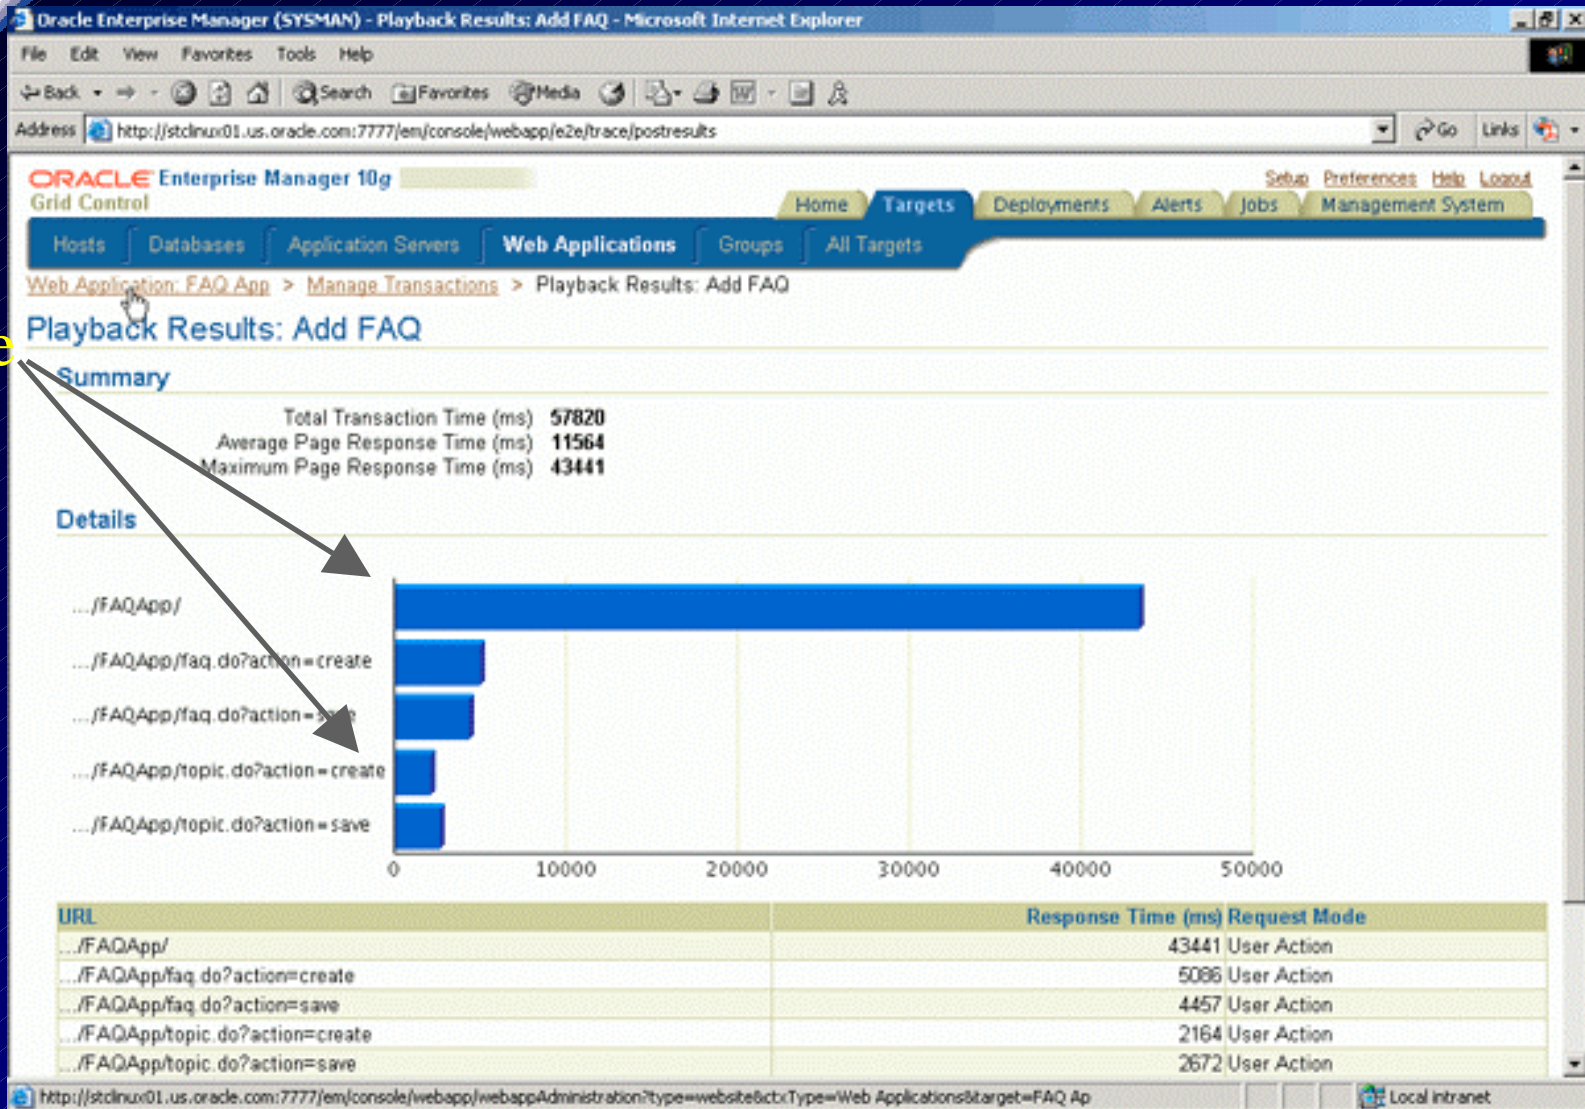 Oracle Enterprise Manager (SYSMAN) - Playback Results: Add FAQ - Microsoft Internet Explorer
File Edit View Favorites Tools Help
Back Search Favorites Media
Address http://stclinux01.us.oracle.com:7777/em/console/webapp/e2e/trace/postresults Go Links
ORACLE Enterprise Manager 10g
Grid Control
Setup Preferences Help Logout
Home Targets Deployments Alerts Jobs Management System
Hosts Databases Application Servers Web Applications Groups All Targets
Web Application: FAQ App > Manage Transactions > Playback Results: Add FAQ
Playback Results: Add FAQ
e
Summary
Total Transaction Time (ms) 57820
Average Page Response Time (ms) 11564
Maximum Page Response Time (ms) 43441
Details
.../FAQApp/
.../FAQApp/faq.do?action=create
.../FAQApp/faq.do?action=save
.../FAQApp/topic.do?action=create
.../FAQApp/topic.do?action=save
0 10000 20000 30000 40000 50000
URL Response Time (ms) Request Mode
.../FAQApp/ 43441 User Action
.../FAQApp/faq.do?action=create 5086 User Action
.../FAQApp/faq.do?action=save 4457 User Action
.../FAQApp/topic.do?action=create 2164 User Action
.../FAQApp/topic.do?action=save 2672 User Action
http://stclinux01.us.oracle.com:7777/em/console/webapp/webappAdministration?type=website&ctxType=Web Applications&target=FAQ Ap Local intranet